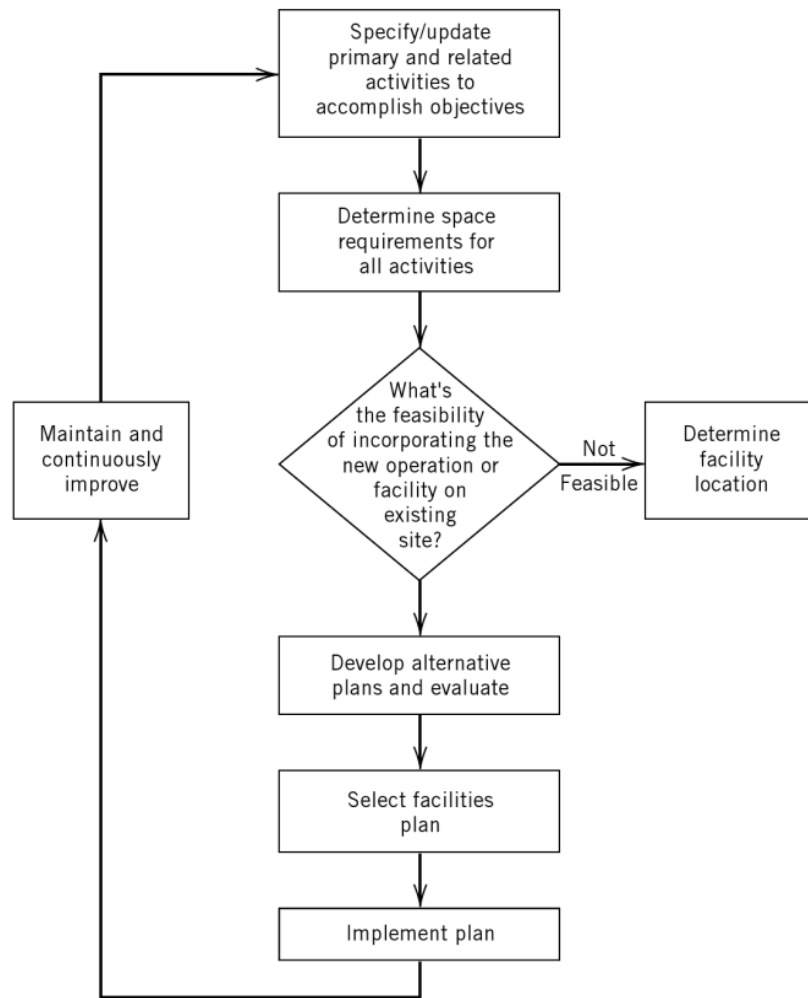 Specify/update
primary and related
activities to
accomplish objectives
Determine space
requirements for
all activities
What's
the feasibility
of incorporating the
new operation or
facility on
existing
site?
Not
Feasible
Determine
facility
location
Maintain and
continuously
improve
Develop alternative
plans and evaluate
Select facilities
plan
Implement plan